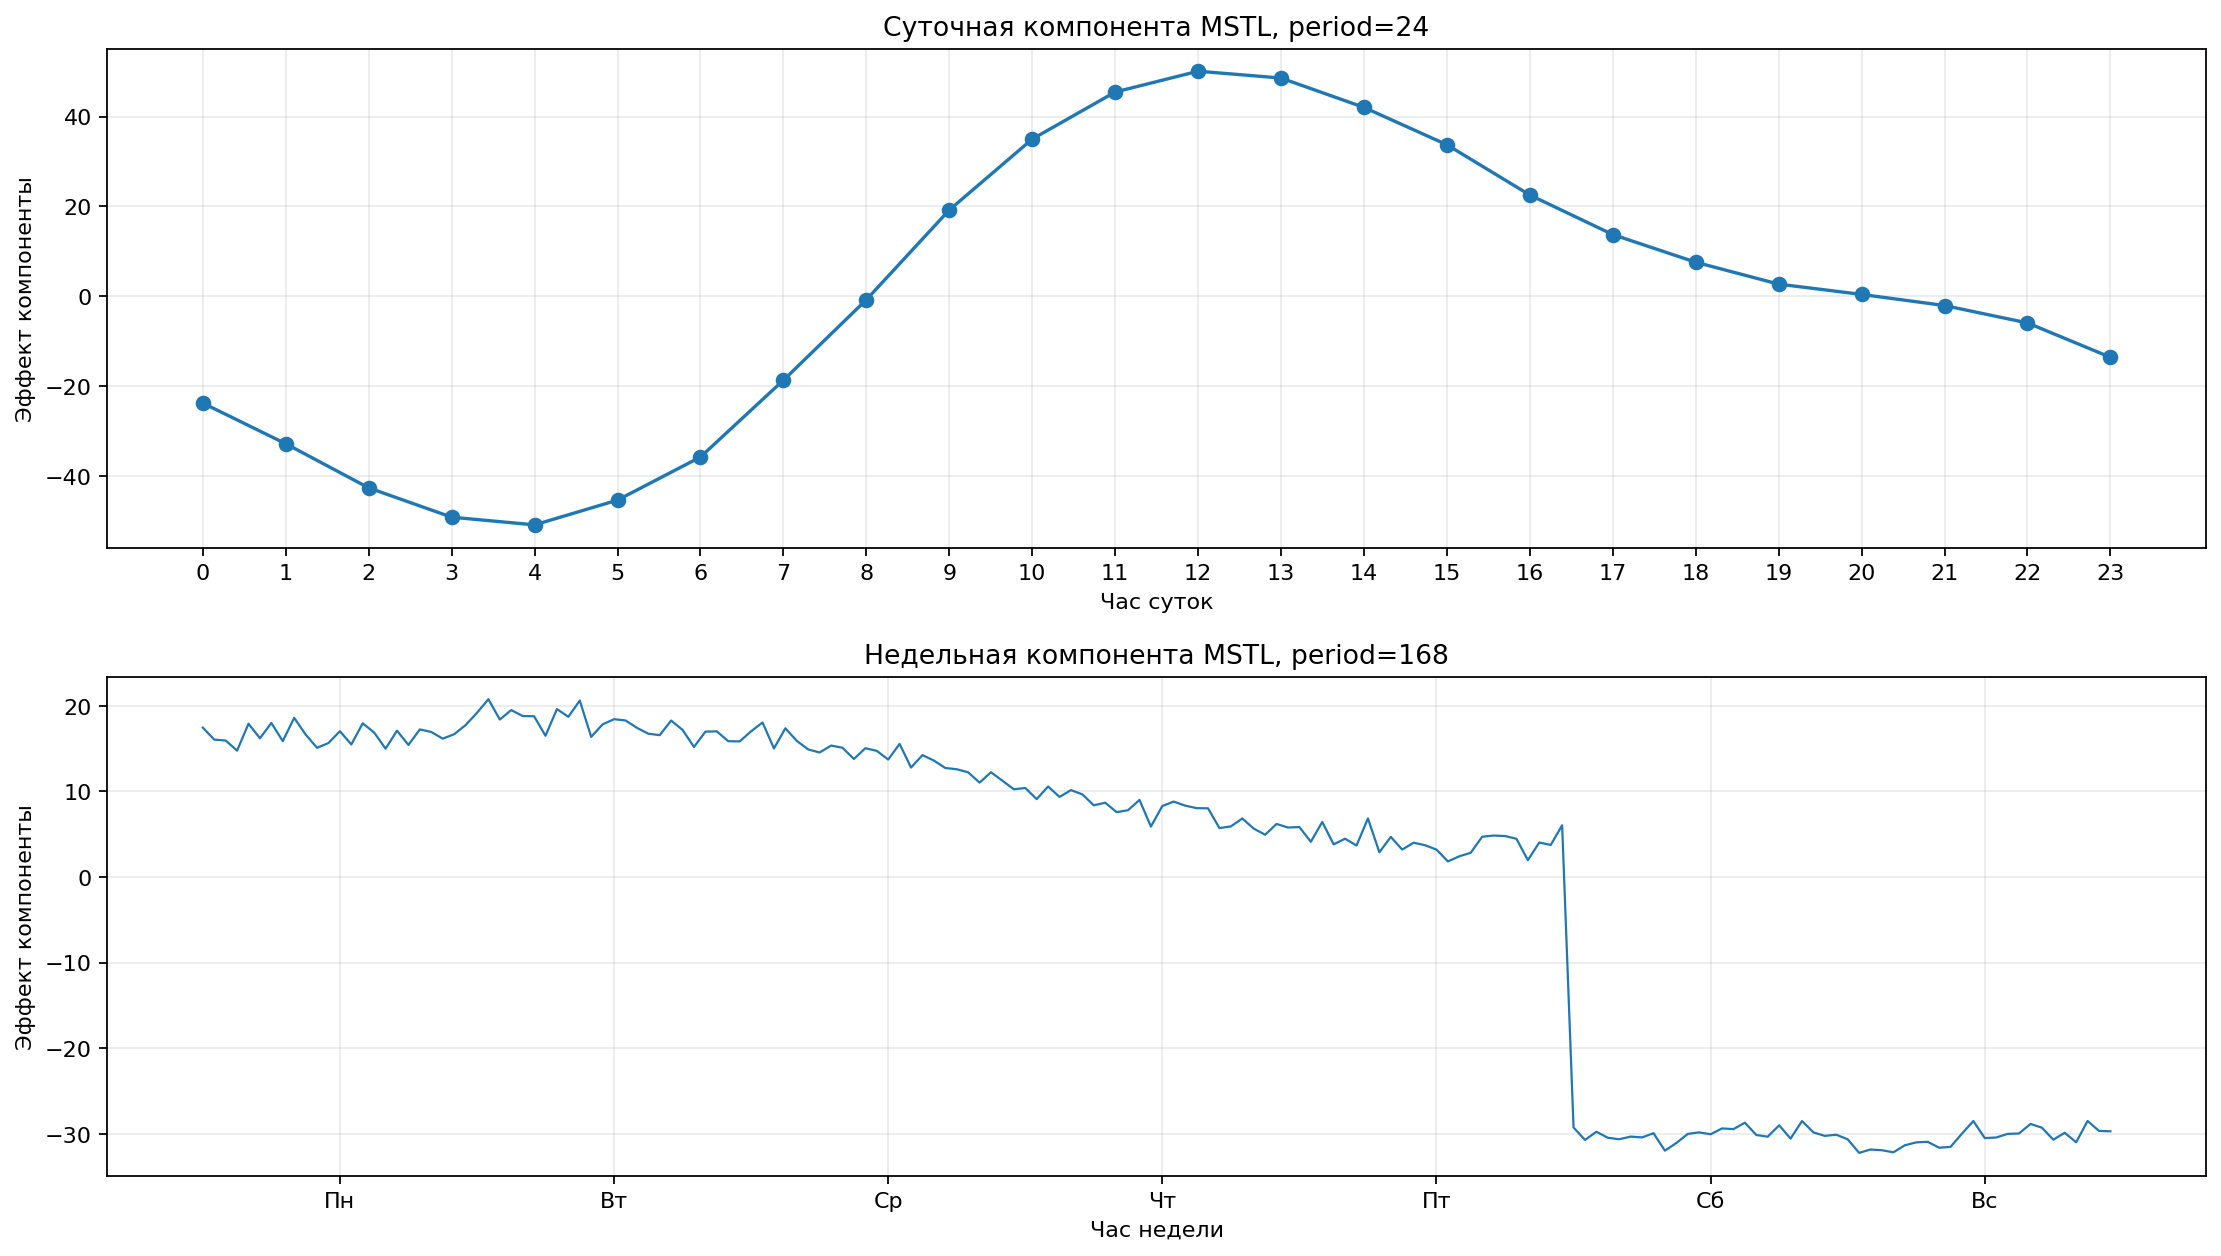 Суточная компонента MSTL, period=24
Эффект компоненты
40
20
0
−20
−40
0 1 2 3 4 5 6 7 8 9 10 11 12 13 14 15 16 17 18 19 20 21 22 23
Час суток
Недельная компонента MSTL, period=168
Эффект компоненты
20
10
0
−10
−20
−30
Пн Вт Ср Чт Пт Сб Вс
Час недели